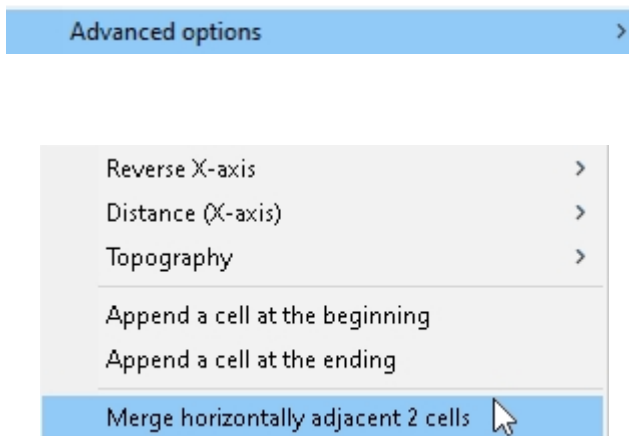 Advanced options
Reverse X-axis
Distance (X-axis)
Topography
Append a cell at the beginning
Append a cell at the ending
Merge horizontally adjacent 2 cells